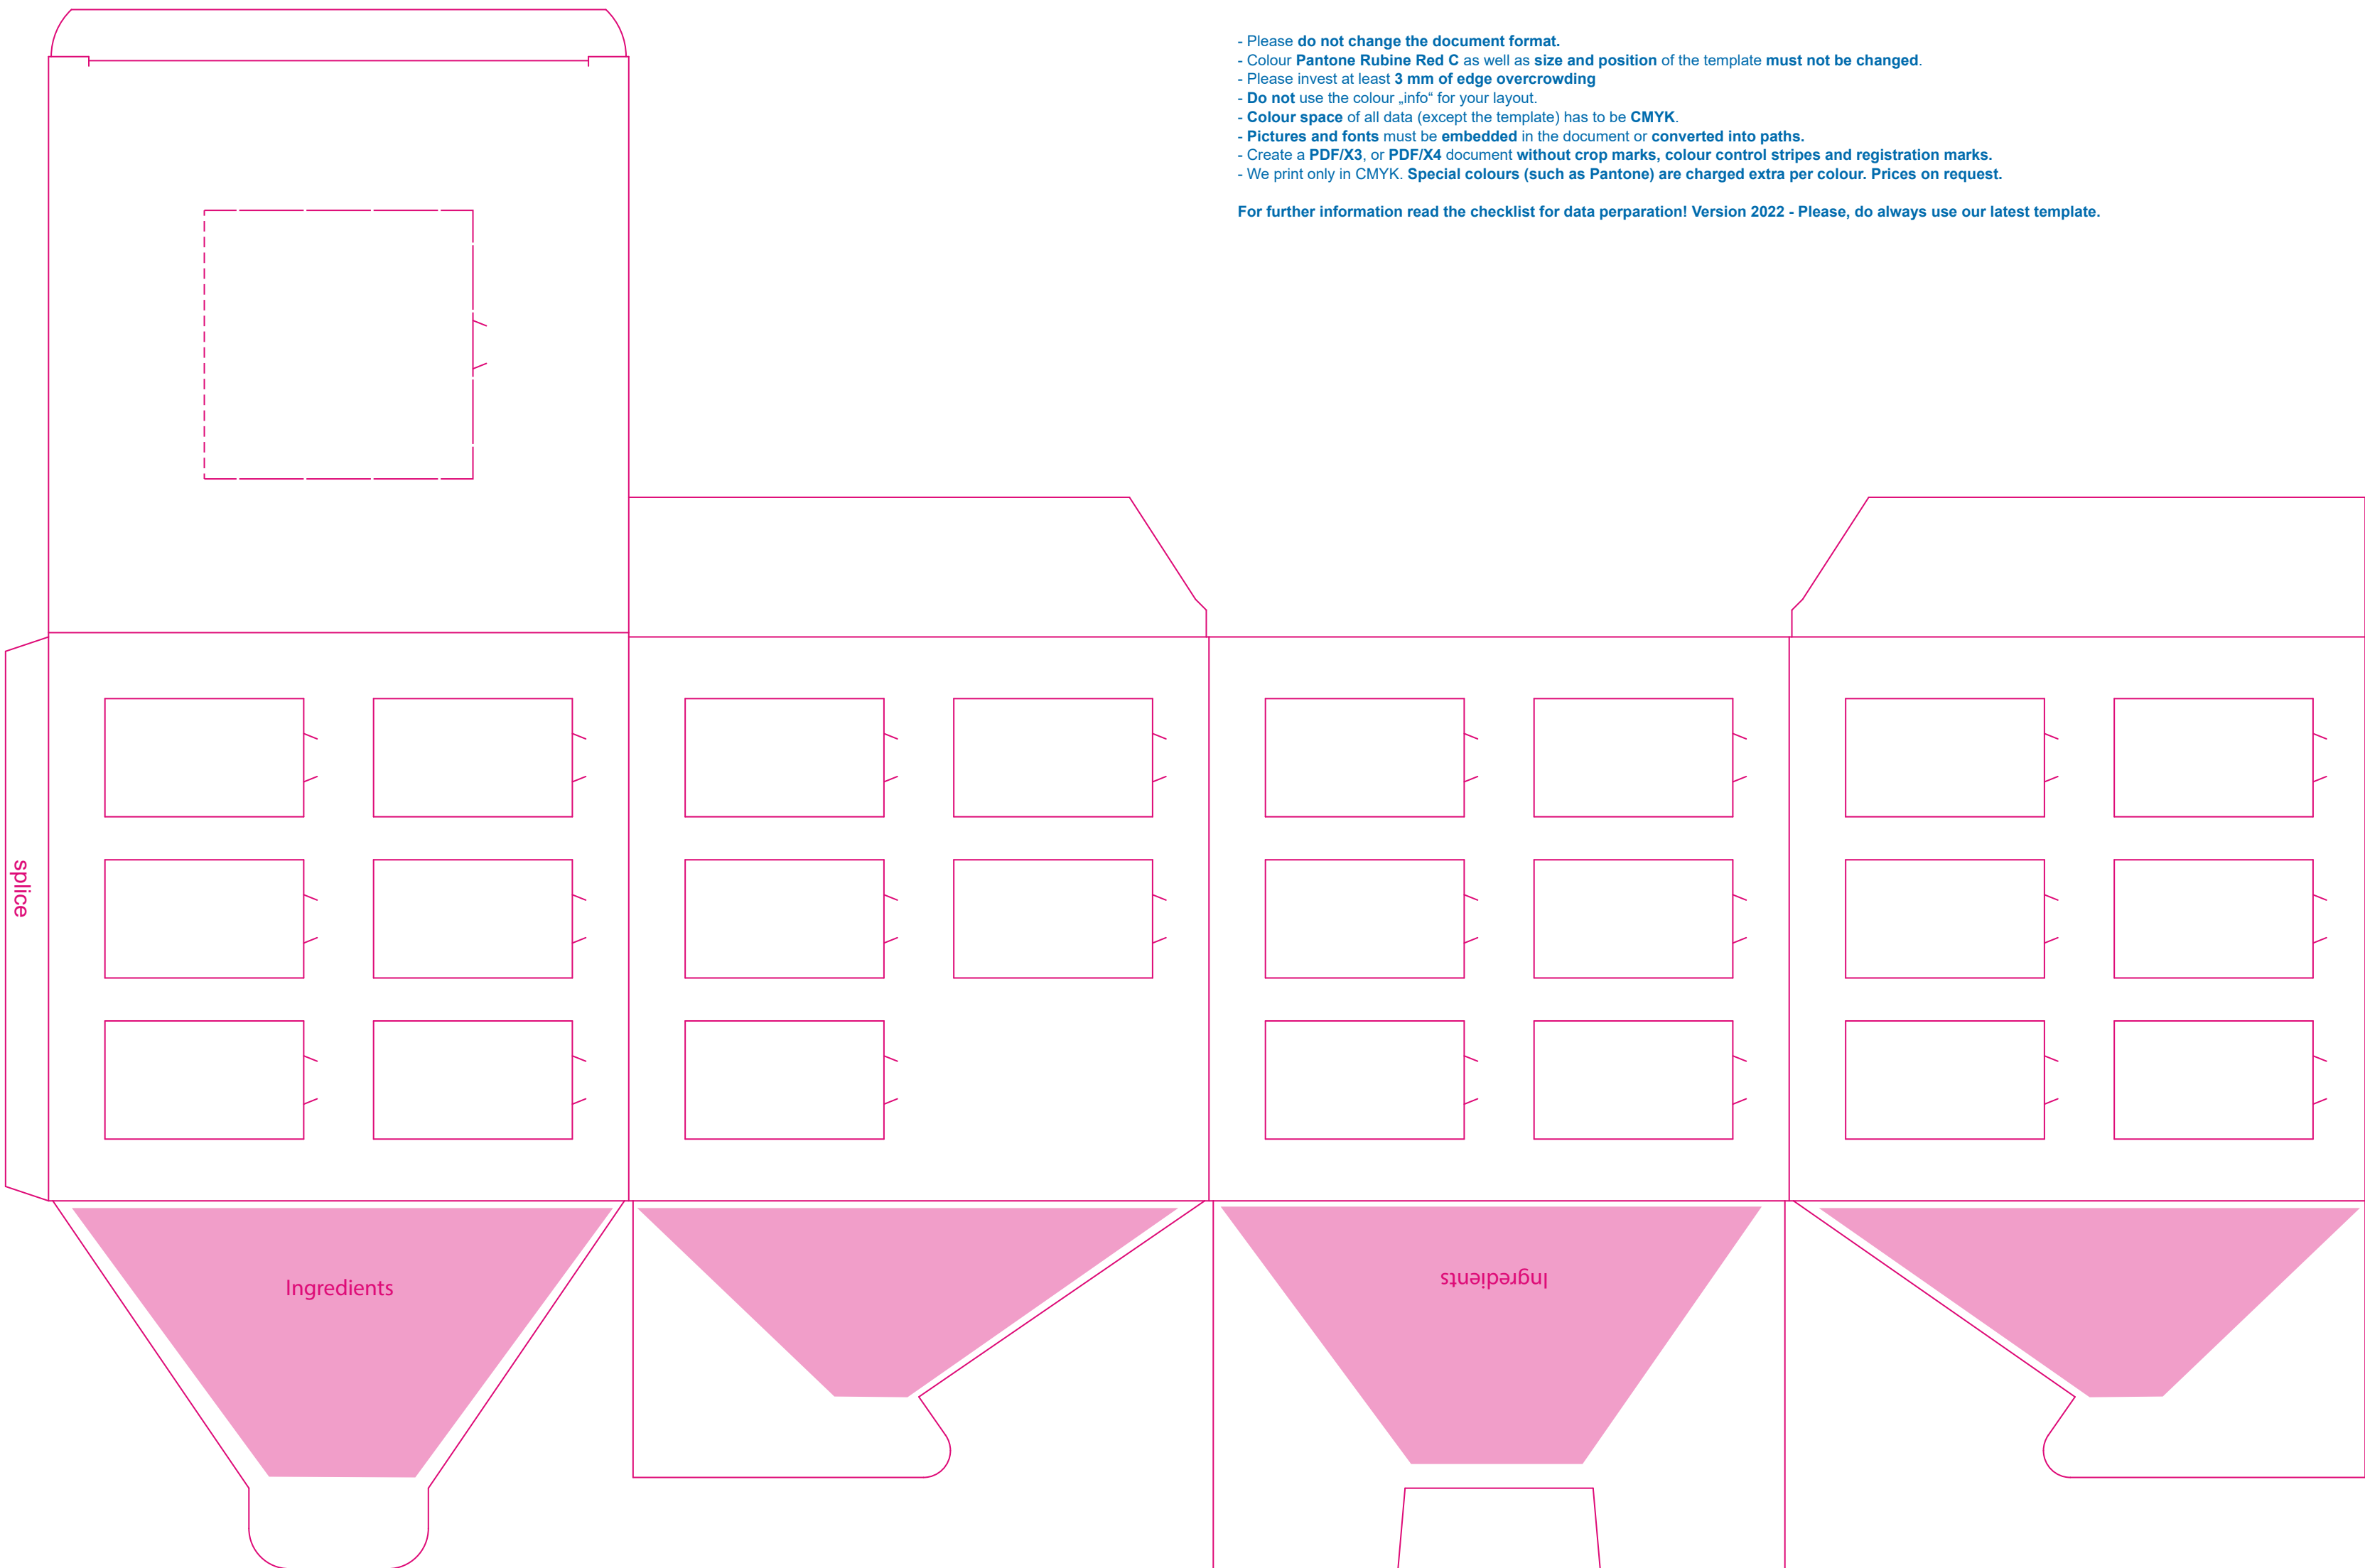 - Please do not change the document format.
- Colour Pantone Rubine Red C as well as size and position of the template must not be changed.
- Please invest at least 3 mm of edge overcrowding
- Do not use the colour „info“ for your layout.
- Colour space of all data (except the template) has to be CMYK.
- Pictures and fonts must be embedded in the document or converted into paths.
- Create a PDF/X3, or PDF/X4 document without crop marks, colour control stripes and registration marks.
- We print only in CMYK. Special colours (such as Pantone) are charged extra per colour. Prices on request.
For further information read the checklist for data perparation! Version 2022 - Please, do always use our latest template.
splice
Ingredients
Ingredients